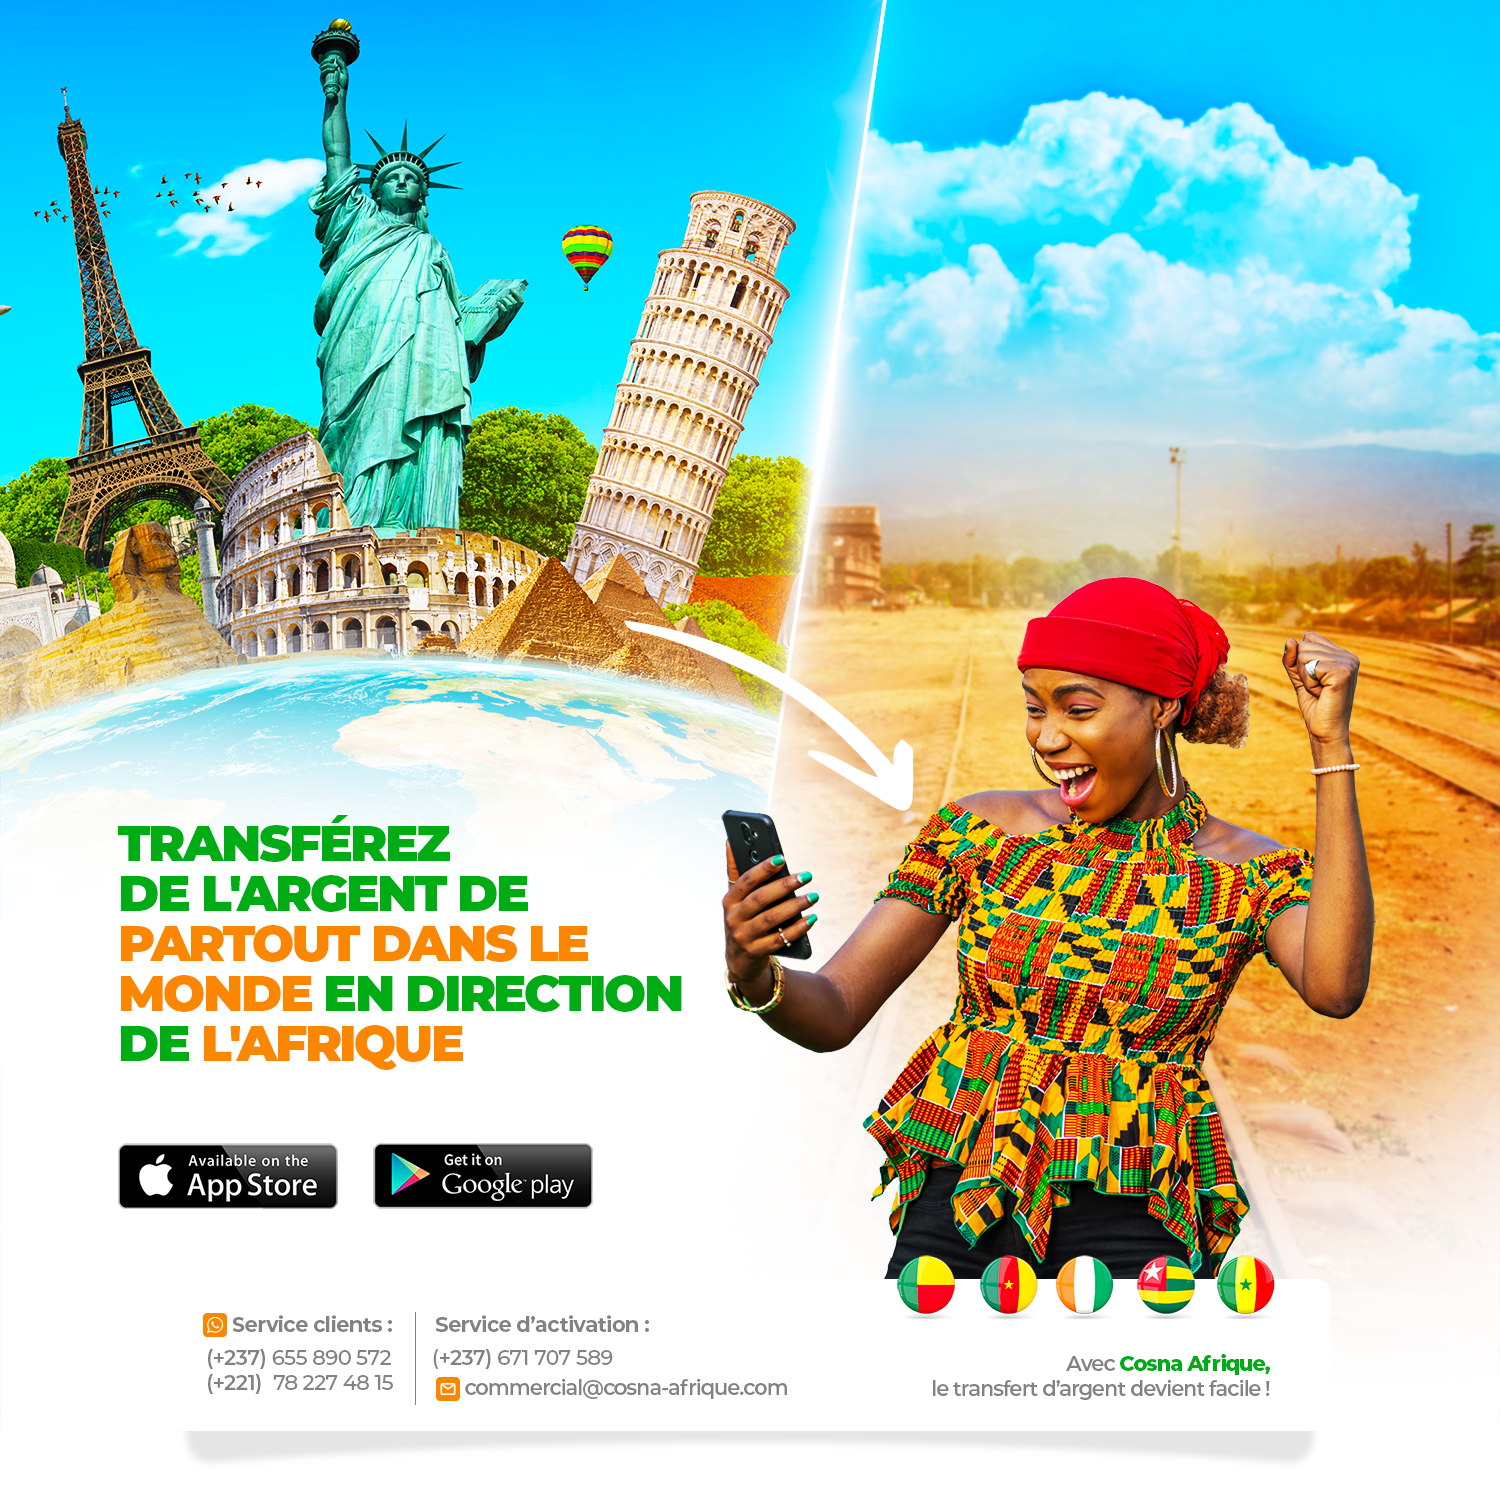 TRANSFÉREZ
DE L'ARGENT DE
PARTOUT DANS LE
MONDE EN DIRECTION
DE L'AFRIQUE
Available on the
App Store
Get it on
Google play
Service clients :
(+237) 655 890 572
(+221) 78 227 48 15
Service d'activation :
(+237) 671 707 589
commercial@cosna-afrique.com
Avec Cosna Afrique,
le transfert d'argent devient facile !